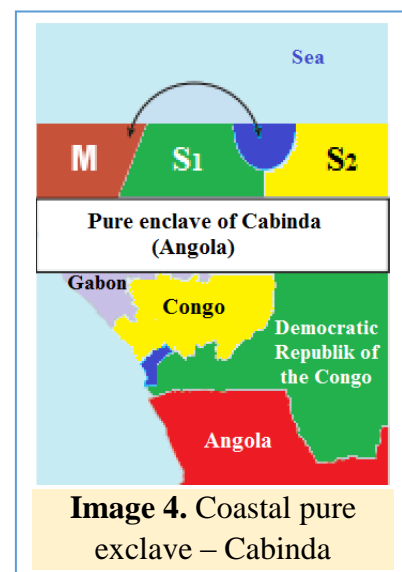 Sea
M S1 S2
Pure enclave of Cabinda
(Angola)
Gabon
Congo
Democratic
Republik of
the Congo
Angola
Image 4. Coastal pure
exclave – Cabinda